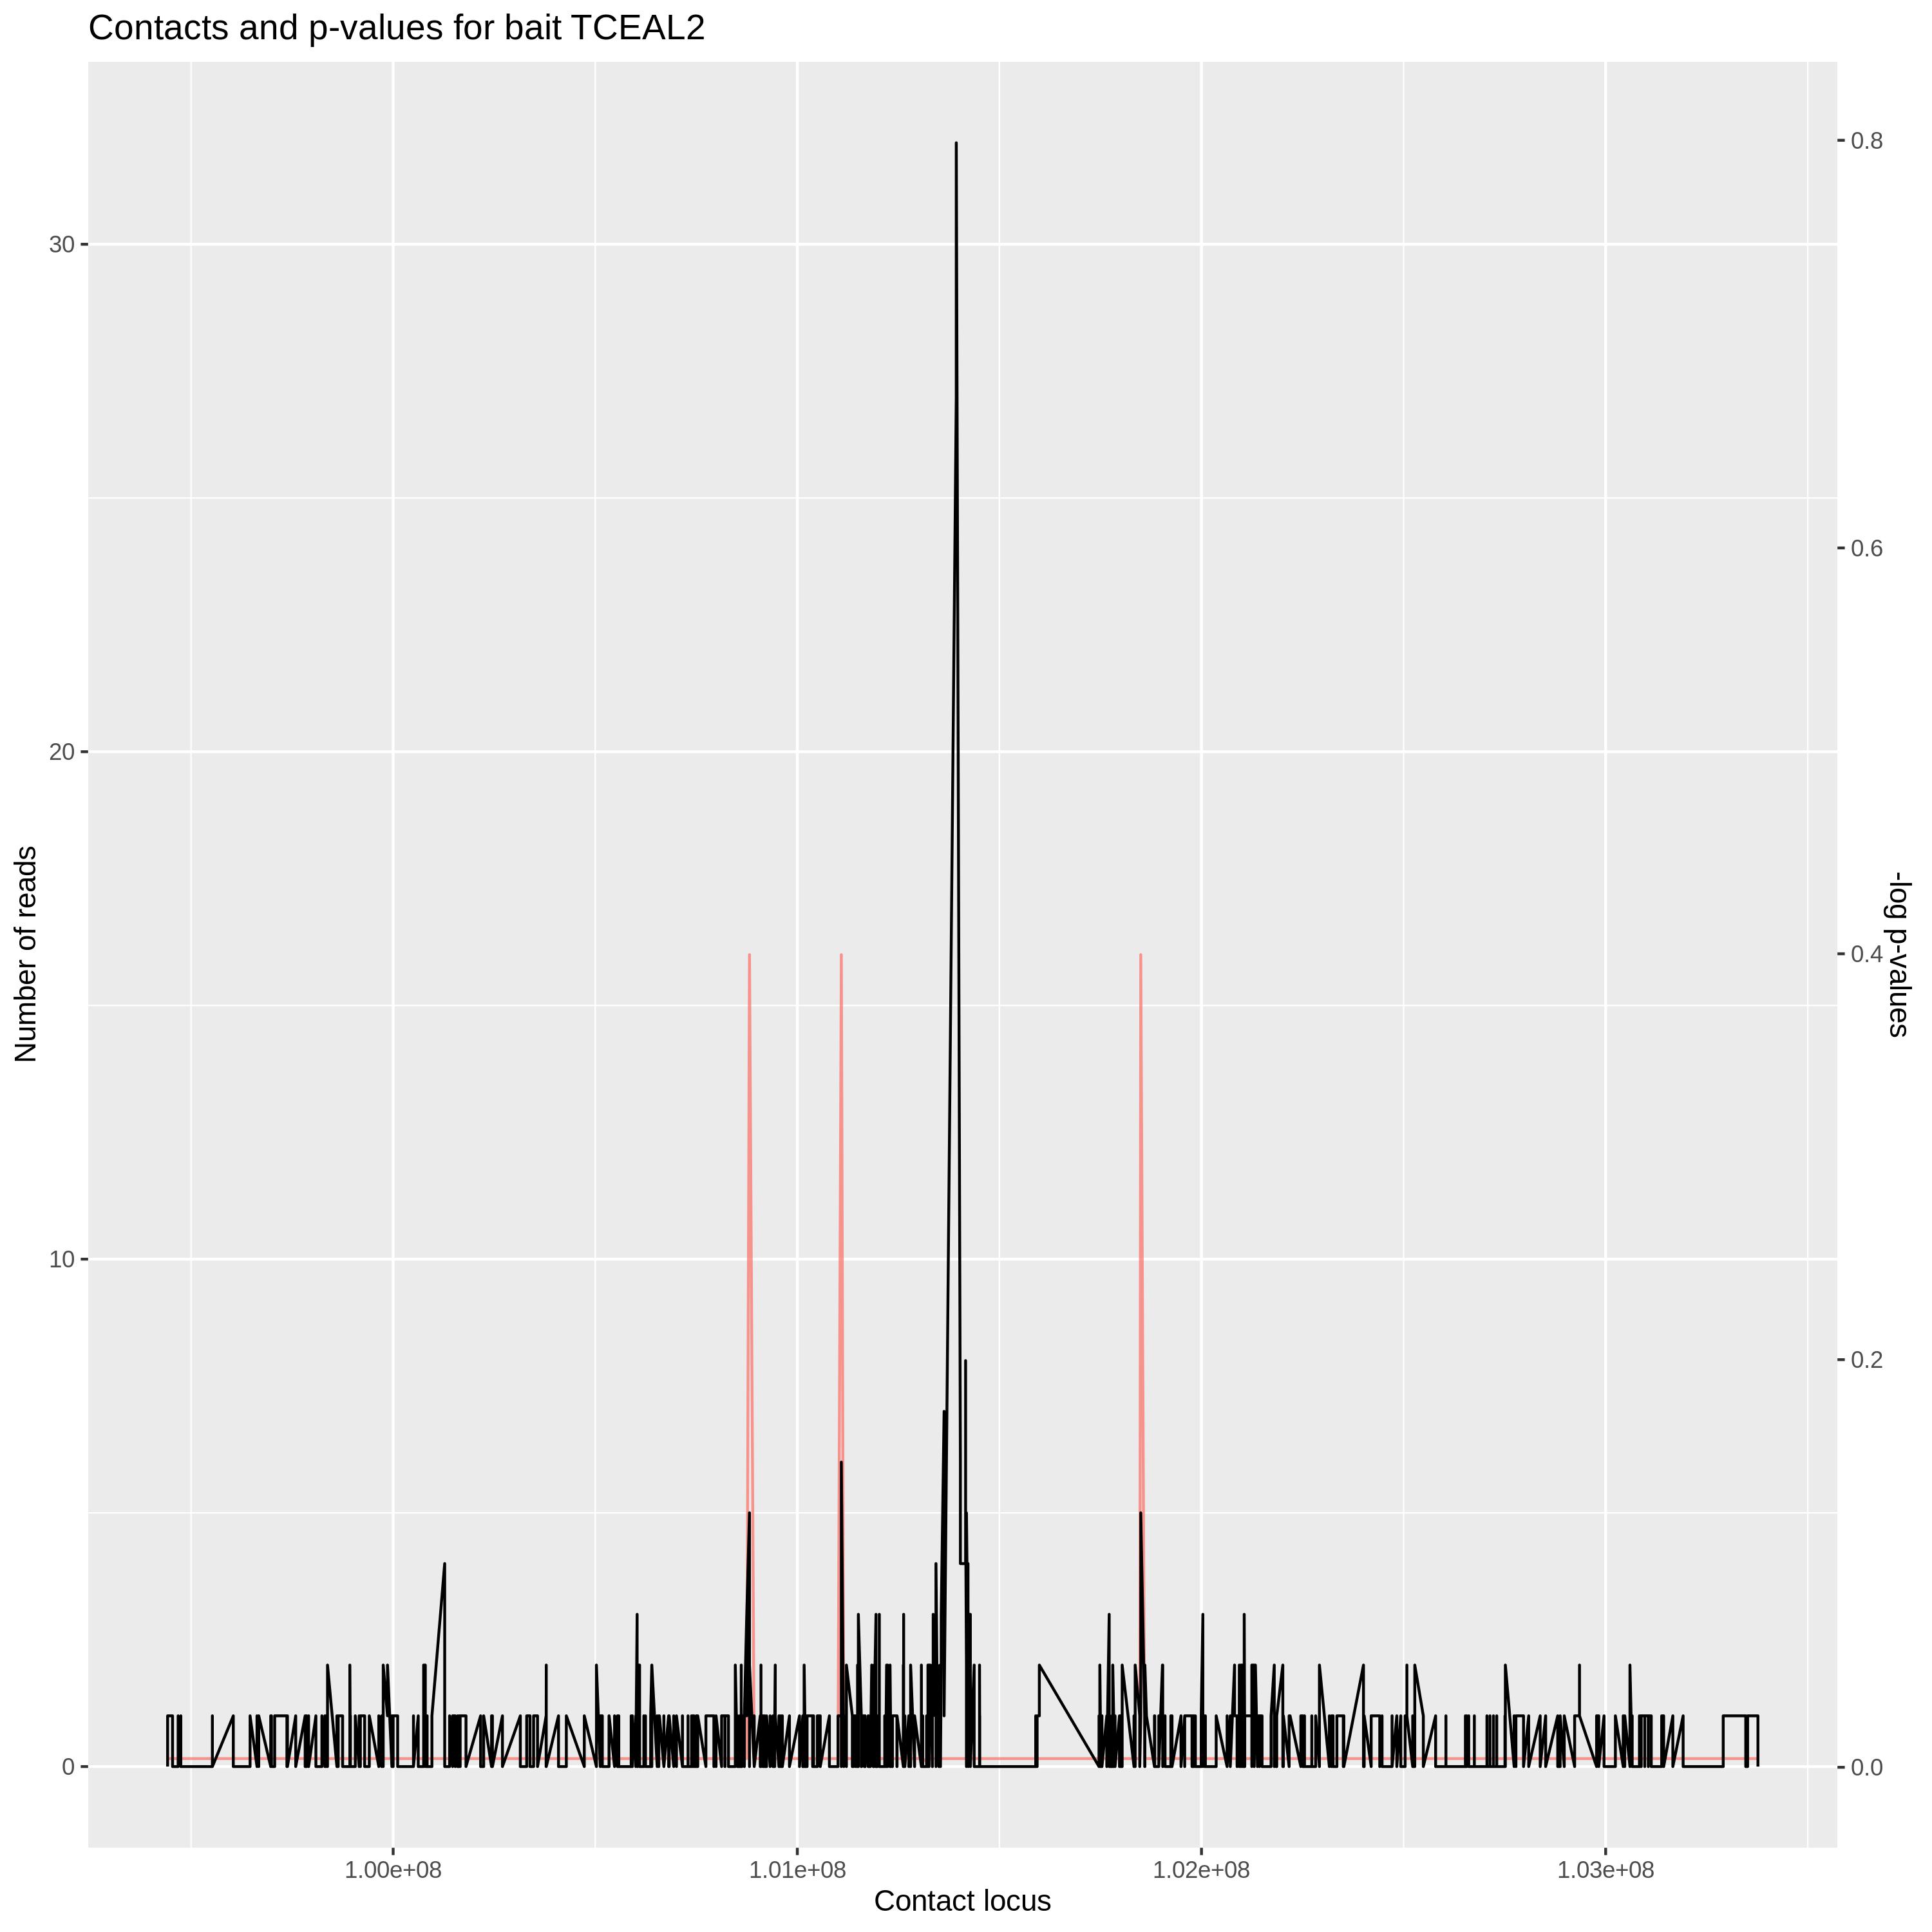 Contacts and p-values for bait TCEAL2
30
20
10
0
Number of reads
0.8
0.6
0.4
0.2
0.0
-log p-values
1.00e+08
1.01e+08
1.02e+08
1.03e+08
Contact locus